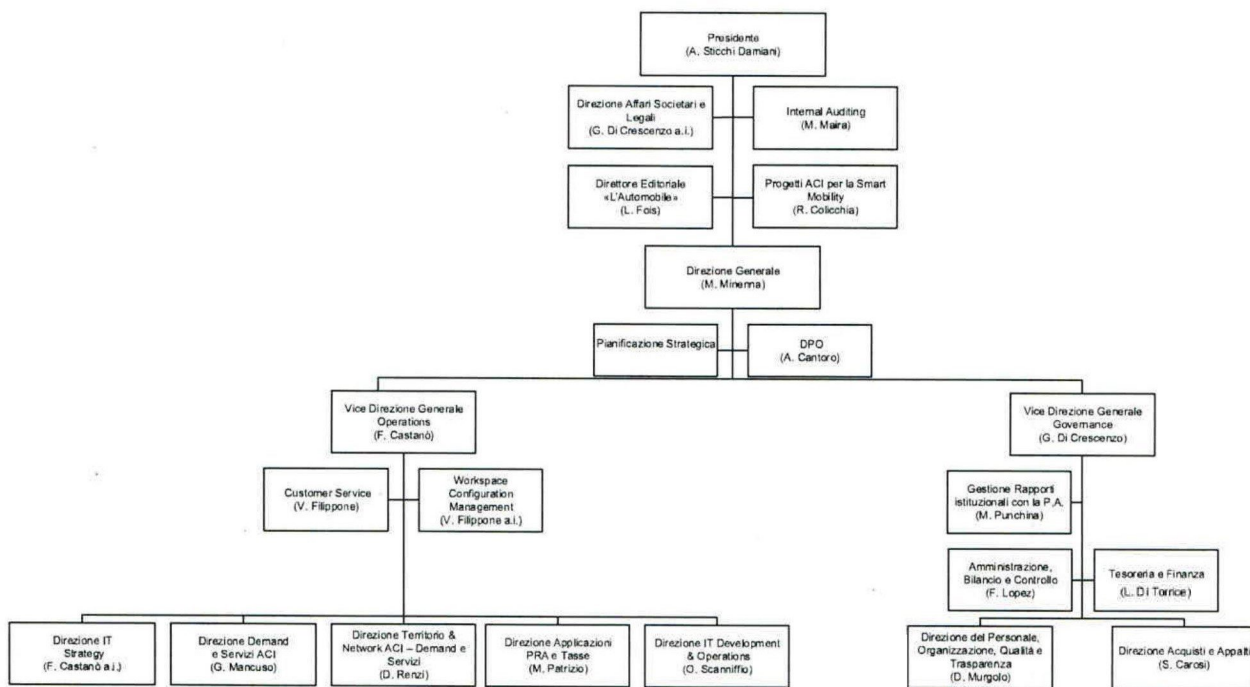 Presidente
(A. Sticchi Damiani)
Direzione Affari Societari e
Legali
(G. Di Crescenzo a.i.)
Internal Auditing
(M. Maira)
Direttore Editoriale
«L'Automobile»
(L. Fois)
Progetti ACI per la Smart
Mobility
(R. Colicchia)
Direzione Generale
(M. Minenna)
Pianificazione Strategica
DPO
(A. Cantoro)
Vice Direzione Generale
Operations
(F. Castanò)
Vice Direzione Generale
Governance
(G. Di Crescenzo)
Customer Service
(V. Filippone)
Workspace
Configuration
Management
(V. Filippone a.i.)
Gestione Rapporti
istituzionali con la P.A.
(M. Punchina)
Amministrazione,
Bilancio e Controllo
(F. Lopez)
Tesoreria e Finanza
(L. Di Torrice)
Direzione IT
Strategy
(F. Castanò a.i.)
Direzione Demand
e Servizi ACI
(G. Mancuso)
Direzione Territorio &
Network ACI – Demand e
Servizi
(D. Renzi)
Direzione Applicazioni
PRA e Tasse
(M. Patrizio)
Direzione IT Development
& Operations
(O. Scanniffio)
Direzione del Personale,
Organizzazione, Qualità e
Trasparenza
(D. Murgolo)
Direzione Acquisti e Appalti
(S. Carosi)